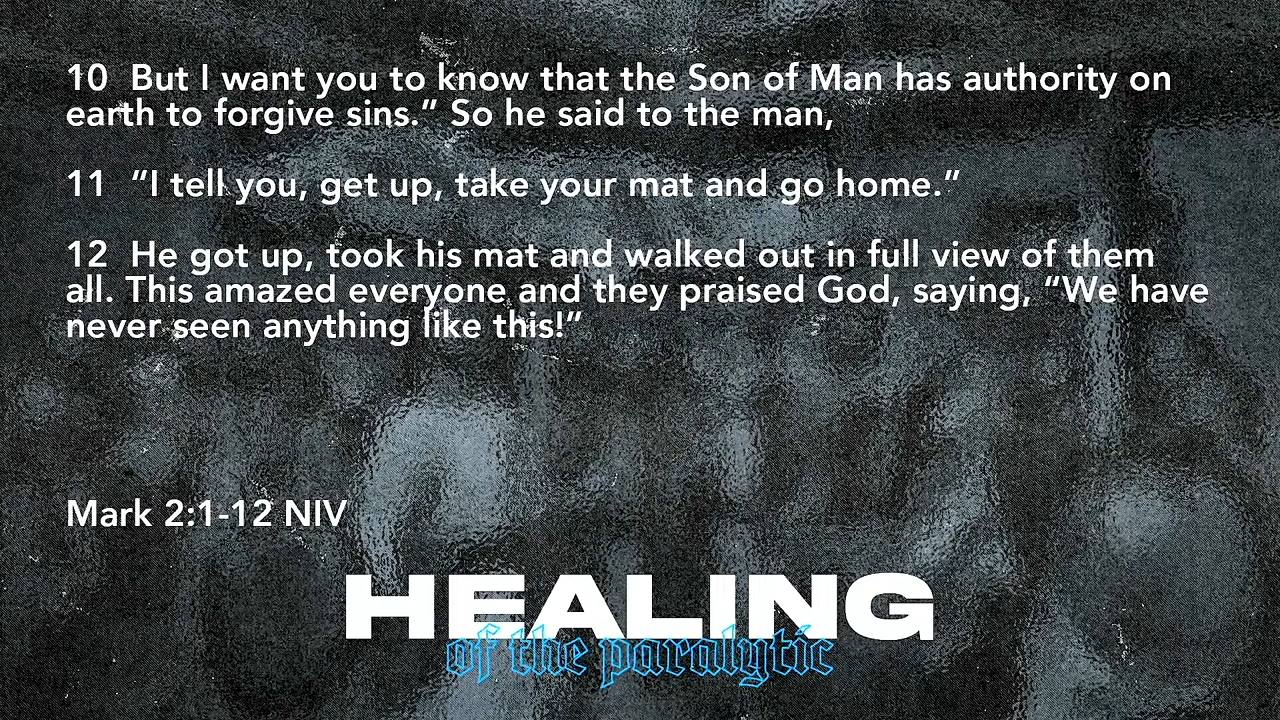 10  But I want you to know that the Son of Man has authority on
earth to forgive sins.” So he said to the man,
11  “I tell you, get up, take your mat and go home.”
12  He got up, took his mat and walked out in full view of them
all. This amazed everyone and they praised God, saying, “We have
never seen anything like this!”
Mark 2:1-12 NIV
HEALING
of the paralytic